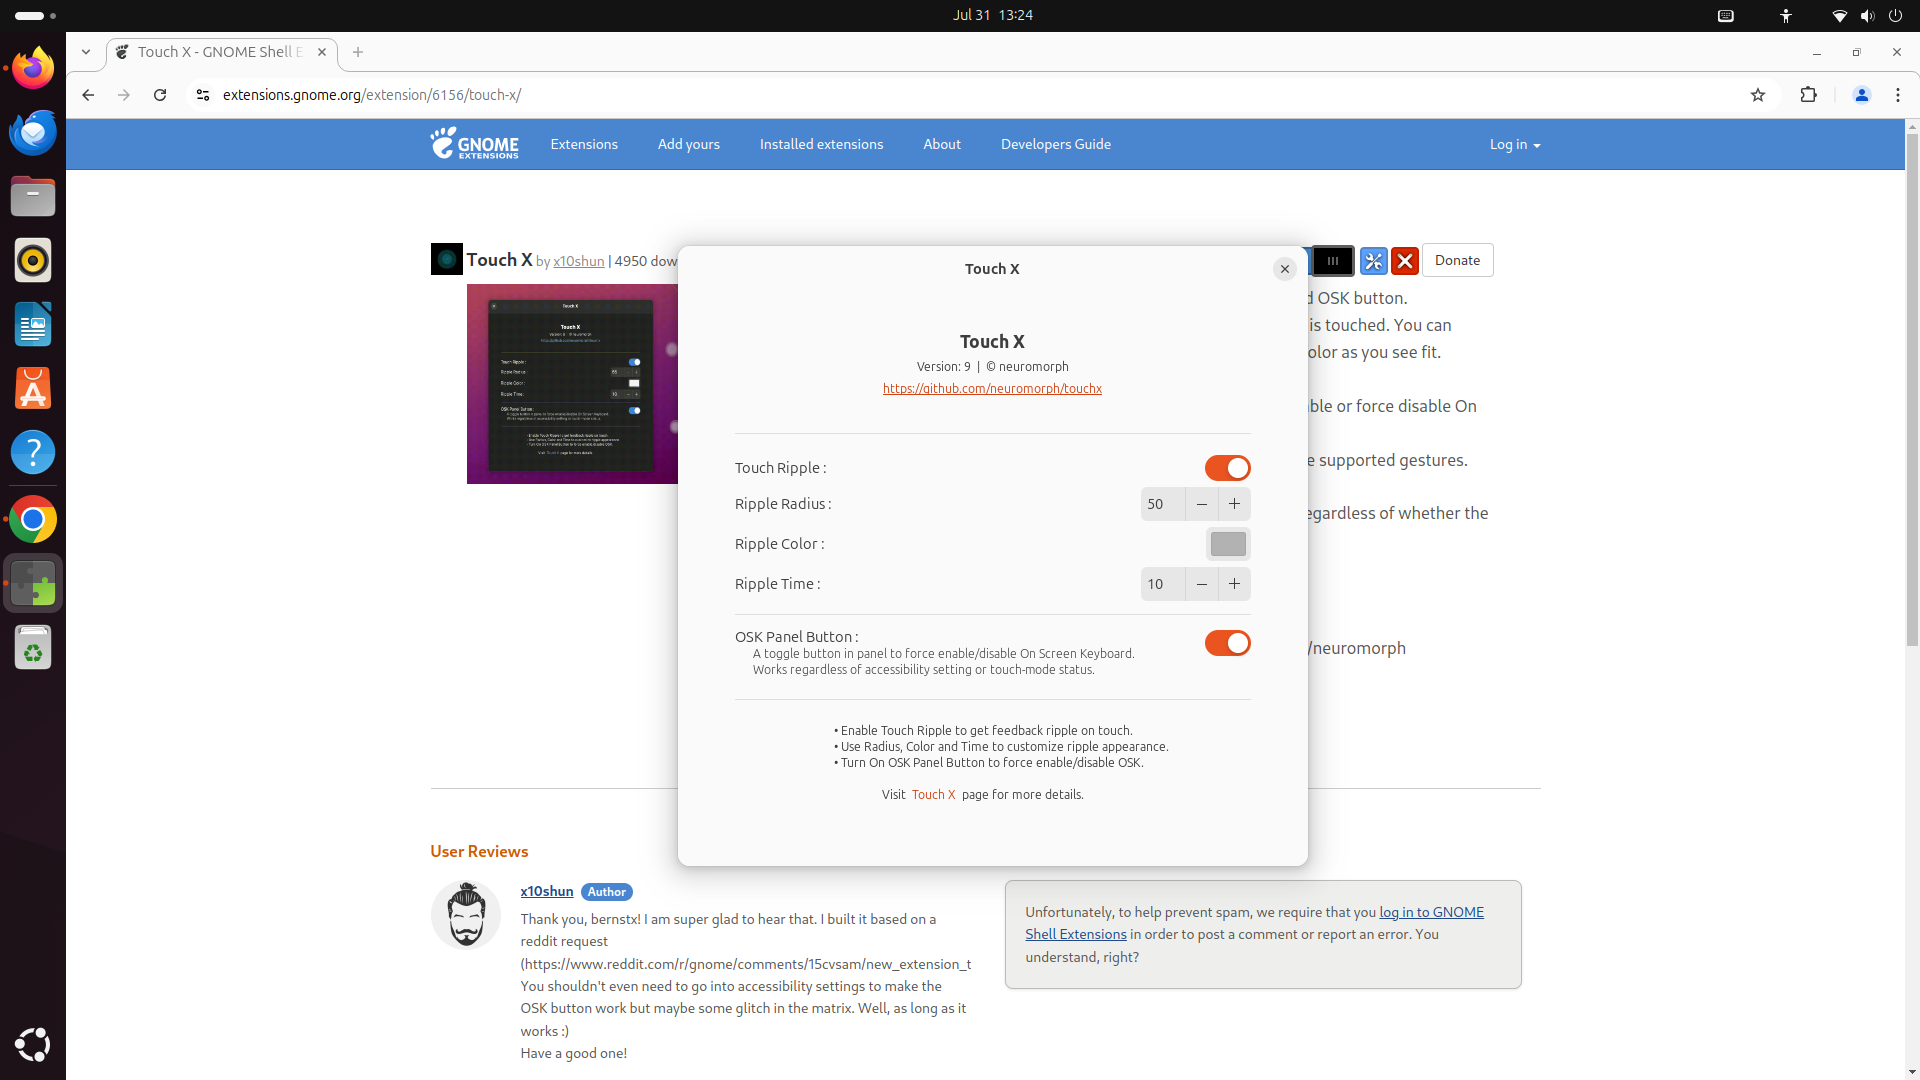 Jul 31 13:24
Touch X - GNOME Shell E
extensions.gnome.org/extension/6156/touch-x/
GNOME EXTENSIONS
Extensions
Add yours
Installed extensions
About
Developers Guide
Log in
Touch X by x10shun | 4950 dow
Donate
OSK button.
is touched. You can
olor as you see fit.
ble or force disable On
e supported gestures.
egardless of whether the
/neuromorph
Touch X
Touch X
Version: 9 | © neuromorph
https://github.com/neuromorph/touchx
Touch Ripple :
Ripple Radius :
50
Ripple Color :
Ripple Time :
10
OSK Panel Button :
A toggle button in panel to force enable/disable On Screen Keyboard.
Works regardless of accessibility setting or touch-mode status.
• Enable Touch Ripple to get feedback ripple on touch.
• Use Radius, Color and Time to customize ripple appearance.
• Turn On OSK Panel Button to force enable/disable OSK.
Visit Touch X page for more details.
User Reviews
x10shun Author
Thank you, bernstx! I am super glad to hear that. I built it based on a
reddit request
(https://www.reddit.com/r/gnome/comments/15cvsam/new_extension_t
You shouldn't even need to go into accessibility settings to make the
OSK button work but maybe some glitch in the matrix. Well, as long as it
works :)
Have a good one!
Unfortunately, to help prevent spam, we require that you log in to GNOME
Shell Extensions in order to post a comment or report an error. You
understand, right?